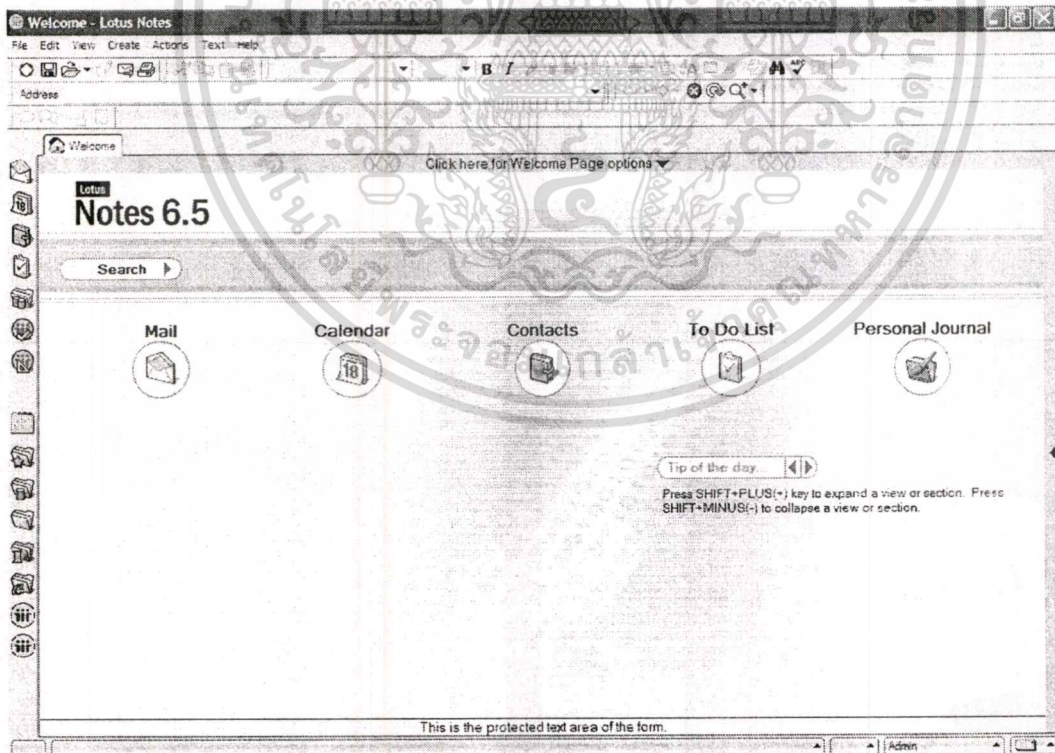 Welcome - Lotus Notes
File Edit View Create Actions Text Help
B I
Address
Welcome
Click here for Welcome Page options
Lotus
Notes 6.5
Search
Mail Calendar Contacts To Do List Personal Journal
18 18
Tip of the day...
Press SHIFT+PLUS(+) key to expand a view or section. Press
SHIFT+MINUS(-) to collapse a view or section.
This is the protected text area of the form.
Admin